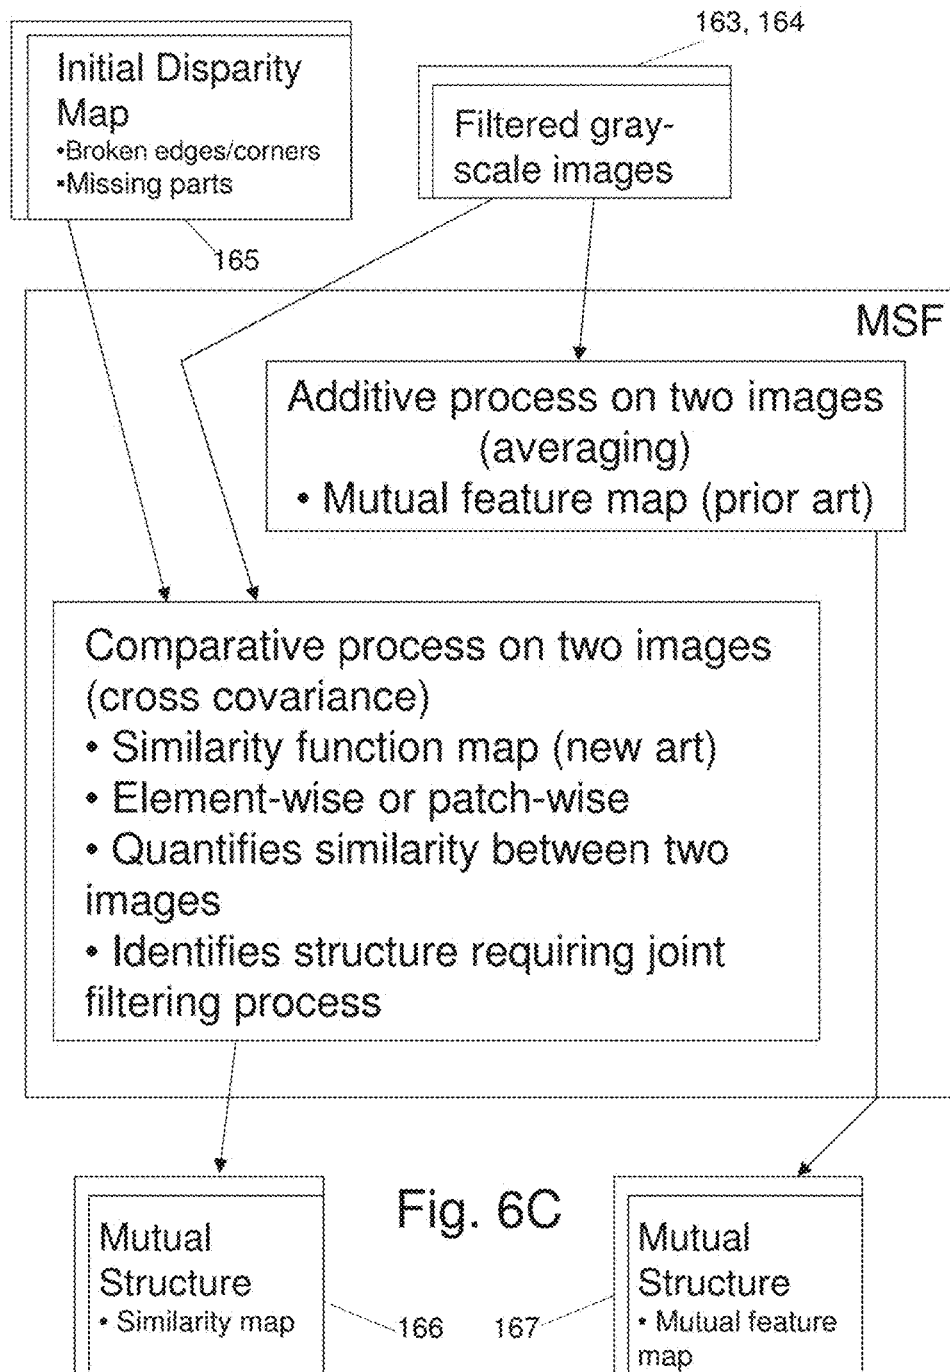 163, 164
Initial Disparity
Map
•Broken edges/corners
•Missing parts
Filtered gray-
scale images
165
MSF
Additive process on two images
(averaging)
• Mutual feature map (prior art)
Comparative process on two images
(cross covariance)
• Similarity function map (new art)
• Element-wise or patch-wise
• Quantifies similarity between two
images
• Identifies structure requiring joint
filtering process
Fig. 6C
Mutual
Structure
• Similarity map
166
167
Mutual
Structure
• Mutual feature
map